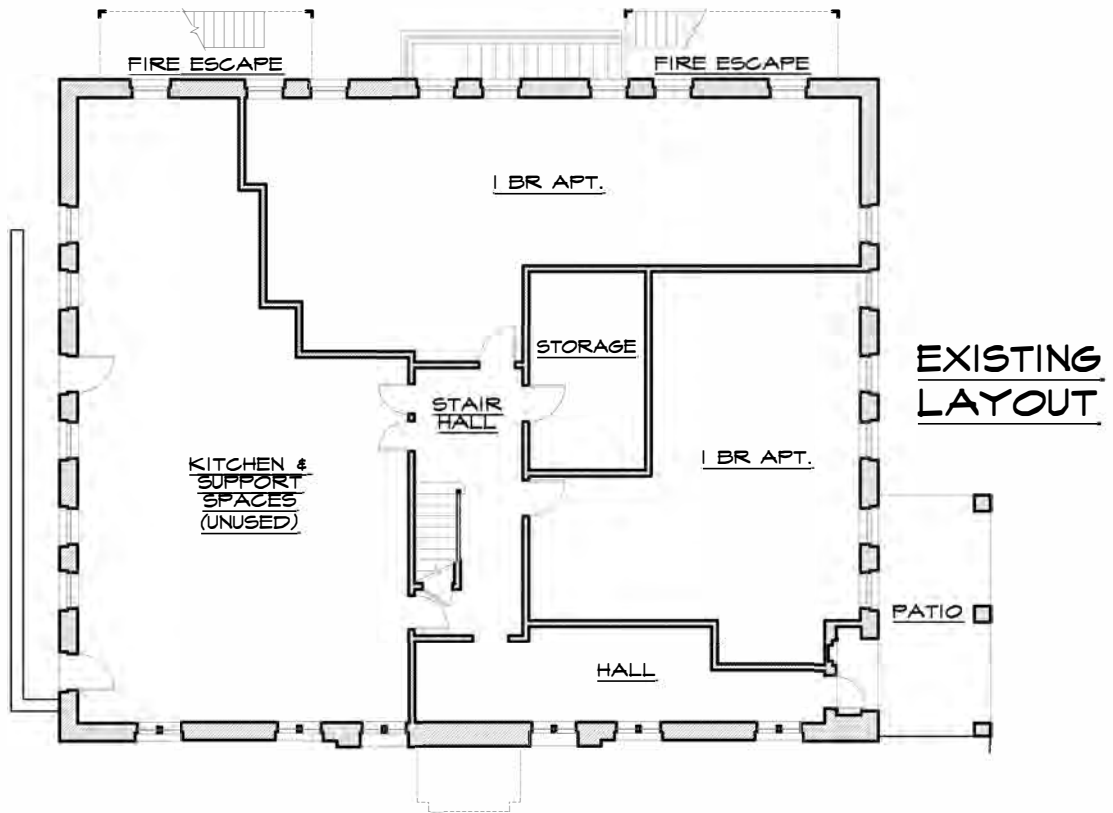 FIRE ESCAPE
FIRE ESCAPE
1 BR APT.
STORAGE
EXISTING
LAYOUT
STAIR
HALL
KITCHEN &
SUPPORT
SPACES
(UNUSED)
1 BR APT.
PATIO
HALL